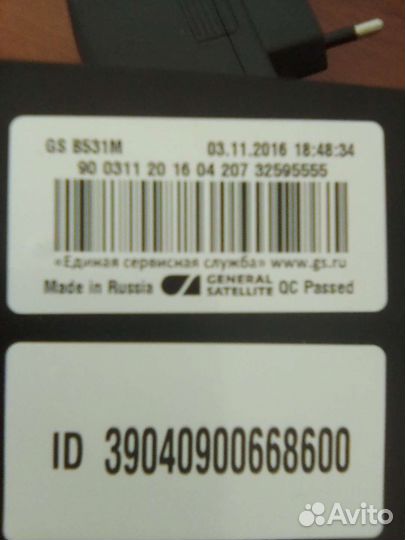 GS B531M 03.11.2016 18:48:34
90 0311 20 16 04 207 32595555
«Единая сервисная служба» www.gs.ru
Made in Russia GENERAL SATELLITE QC Passed
ID 39040900668600
Avito